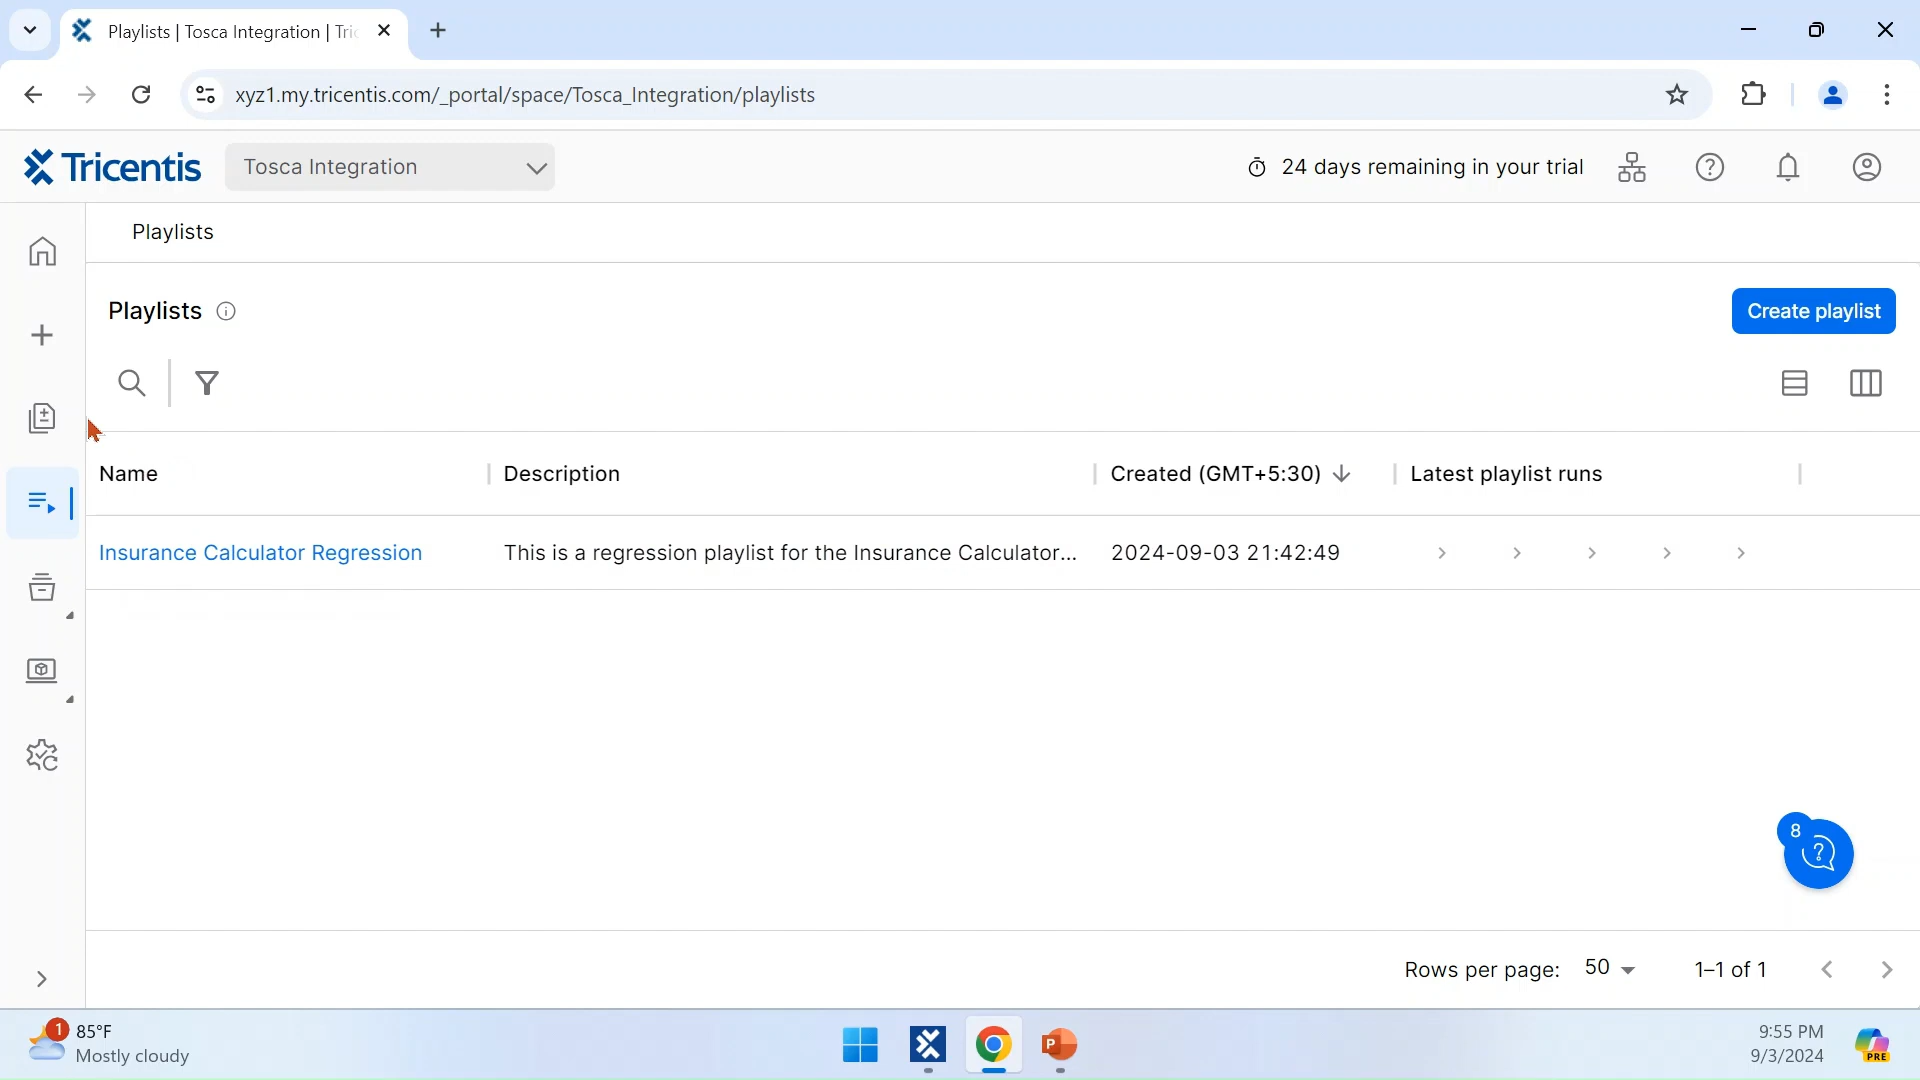 Playlists | Tosca Integration | Tri
xyz1.my.tricentis.com/_portal/space/Tosca_Integration/playlists
Tricentis
Tosca Integration
24 days remaining in your trial
Playlists
Playlists
Create playlist
Name
Description
Created (GMT+5:30)
Latest playlist runs
Insurance Calculator Regression
This is a regression playlist for the Insurance Calculator...
2024-09-03 21:42:49
8
Rows per page:
50
1–1 of 1
1
85°F
Mostly cloudy
P
9:55 PM
9/3/2024
PRE